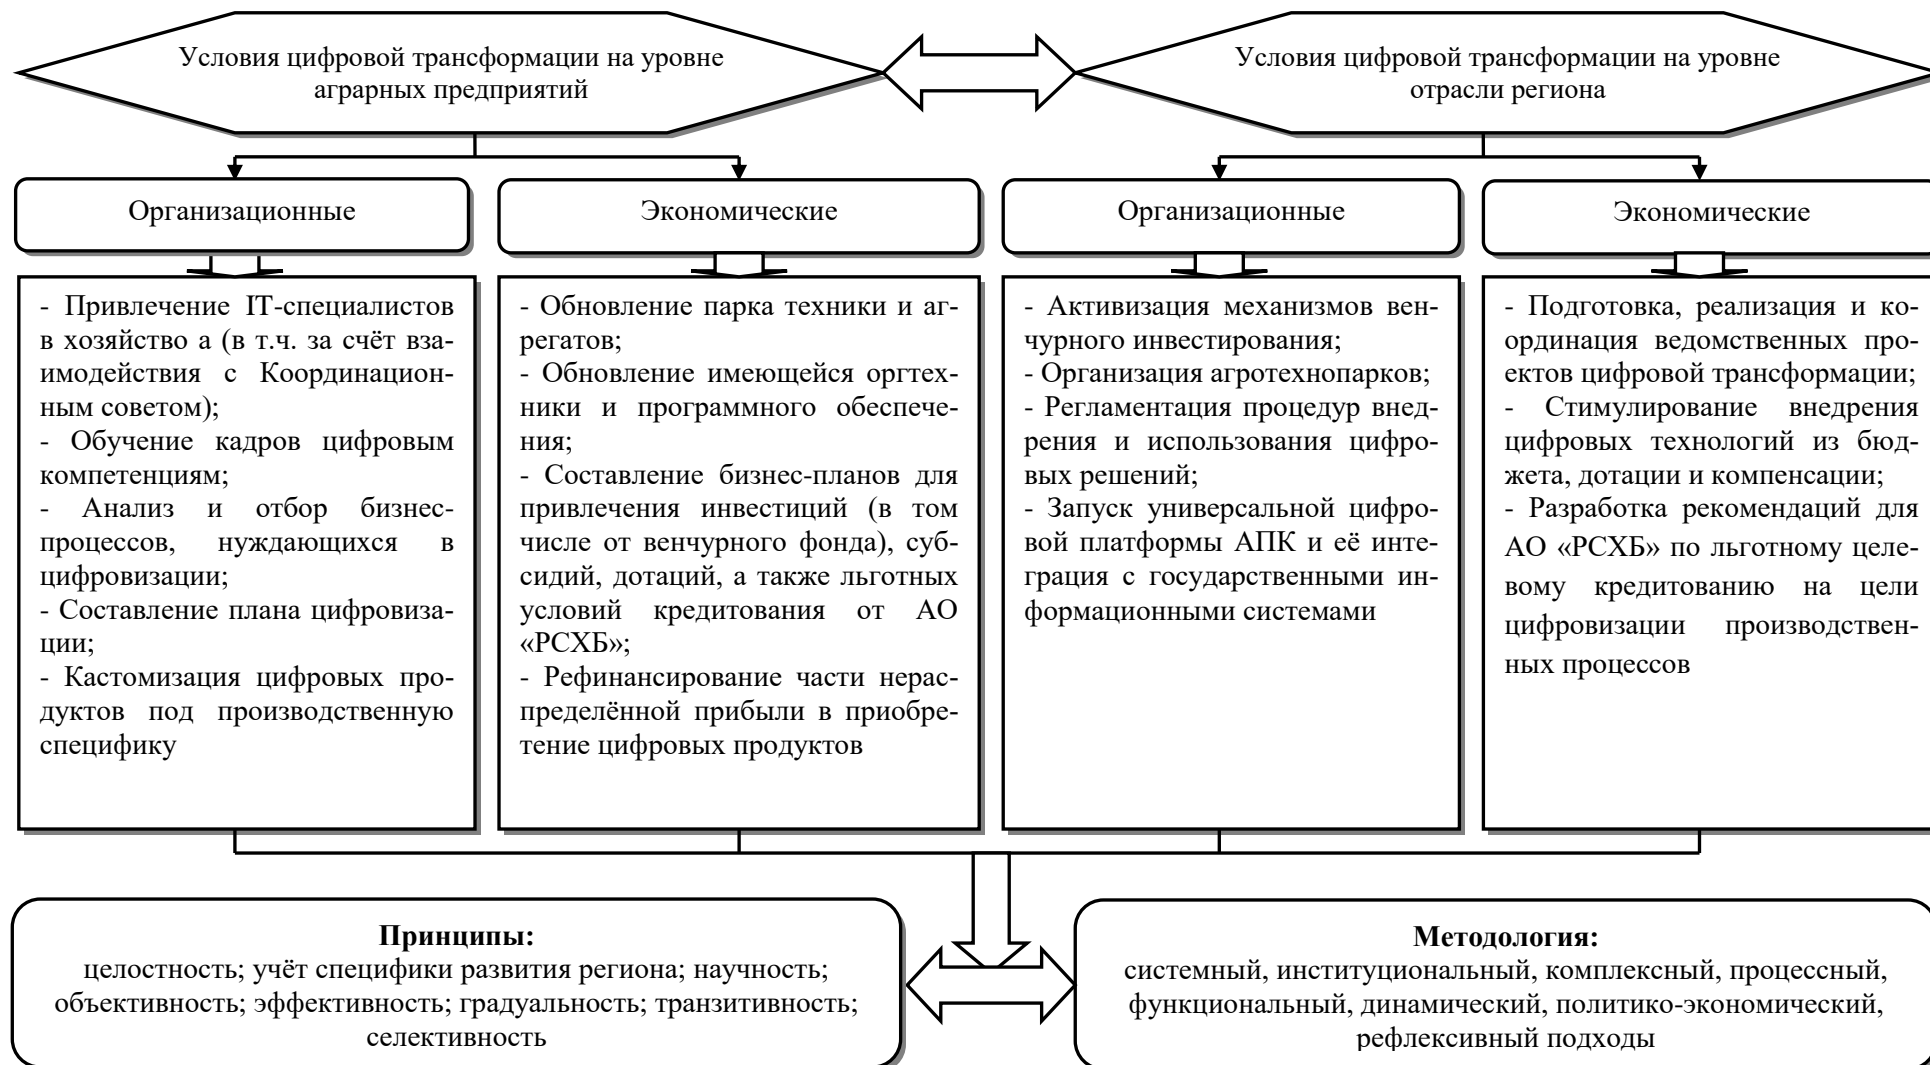 Условия цифровой трансформации на уровне
аграрных предприятий
Условия цифровой трансформации на уровне
отрасли региона
Организационные
Экономические
Организационные
Экономические
- Привлечение IT-специалистов
в хозяйство а (в т.ч. за счёт вза-
имодействия с Координацион-
ным советом);
- Обучение кадров цифровым
компетенциям;
- Анализ и отбор бизнес-
процессов, нуждающихся в
цифровизации;
- Составление плана цифровиза-
ции;
- Кастомизация цифровых про-
дуктов под производственную
специфику
- Обновление парка техники и аг-
регатов;
- Обновление имеющейся оргтех-
ники и программного обеспече-
ния;
- Составление бизнес-планов для
привлечения инвестиций (в том
числе от венчурного фонда), суб-
сидий, дотаций, а также льготных
условий кредитования от АО
«РСХБ»;
- Рефинансирование части нерас-
пределённой прибыли в приобре-
тение цифровых продуктов
- Активизация механизмов вен-
чурного инвестирования;
- Организация агротехнопарков;
- Регламентация процедур внед-
рения и использования цифро-
вых решений;
- Запуск универсальной цифро-
вой платформы АПК и её инте-
грация с государственными ин-
формационными системами
- Подготовка, реализация и ко-
ординация ведомственных про-
ектов цифровой трансформации;
- Стимулирование внедрения
цифровых технологий из бюд-
жета, дотации и компенсации;
- Разработка рекомендаций для
АО «РСХБ» по льготному целе-
вому кредитованию на цели
цифровизации производствен-
ных процессов
Принципы:
целостность; учёт специфики развития региона; научность;
объективность; эффективность; градуальность; транзитивность;
селективность
Методология:
системный, институциональный, комплексный, процессный,
функциональный, динамический, политико-экономический,
рефлексивный подходы